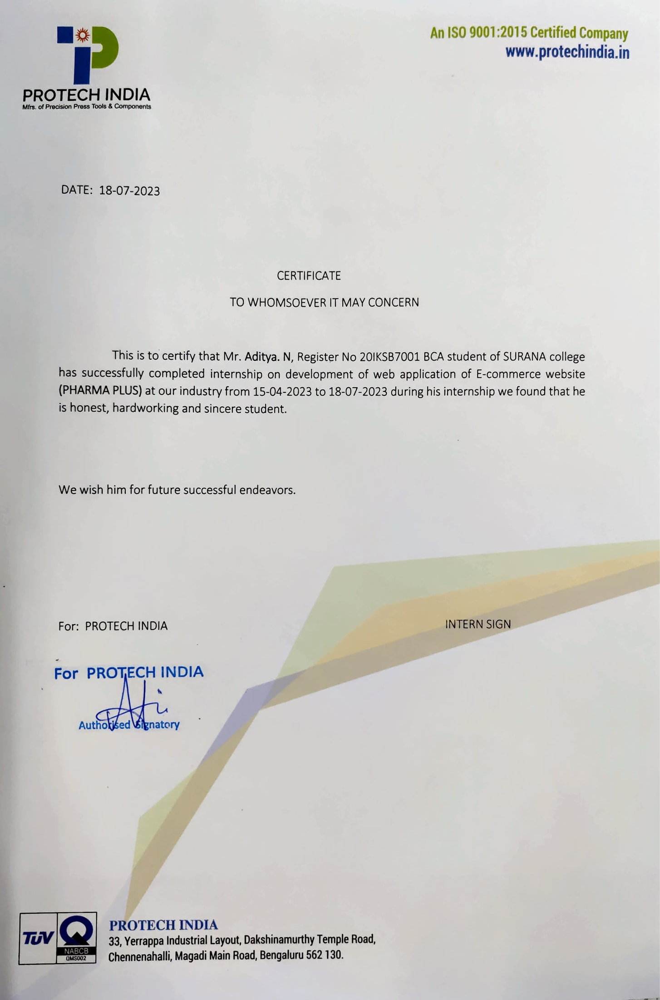 An ISO 9001:2015 Certified Company
www.protechindia.in
PROTECH INDIA
Mfrs. of Precision Press Tools & Components
DATE: 18-07-2023
CERTIFICATE
TO WHOMSOEVER IT MAY CONCERN
This is to certify that Mr. Aditya. N, Register No 20IKSB7001 BCA student of SURANA college
has successfully completed internship on development of web application of E-commerce website
(PHARMA PLUS) at our industry from 15-04-2023 to 18-07-2023 during his internship we found that he
is honest, hardworking and sincere student.
We wish him for future successful endeavors.
For: PROTECH INDIA
INTERN SIGN
For PROTECH INDIA
Authorised Signatory
TÜV
NABCB
QMS002
PROTECH INDIA
33, Yerrappa Industrial Layout, Dakshinamurthy Temple Road,
Chennenahalli, Magadi Main Road, Bengaluru 562 130.